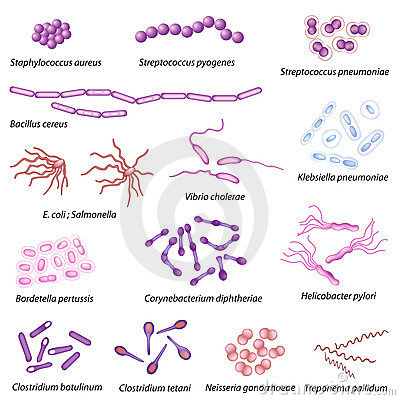 Staphylococcus aureus
Streptococcus pyogenes
Streptococcus pneumoniae
Bacillus cereus
Vibrio cholerae
Klebsiella pneumoniae
E. coli ; Salmonella
Bordetella pertussis
Corynebacterium diphtheriae
Helicobacter pylori
Clostridium botulinum
Clostridium tetani
Neisseria gonorrhoeae
Treponema pallidum